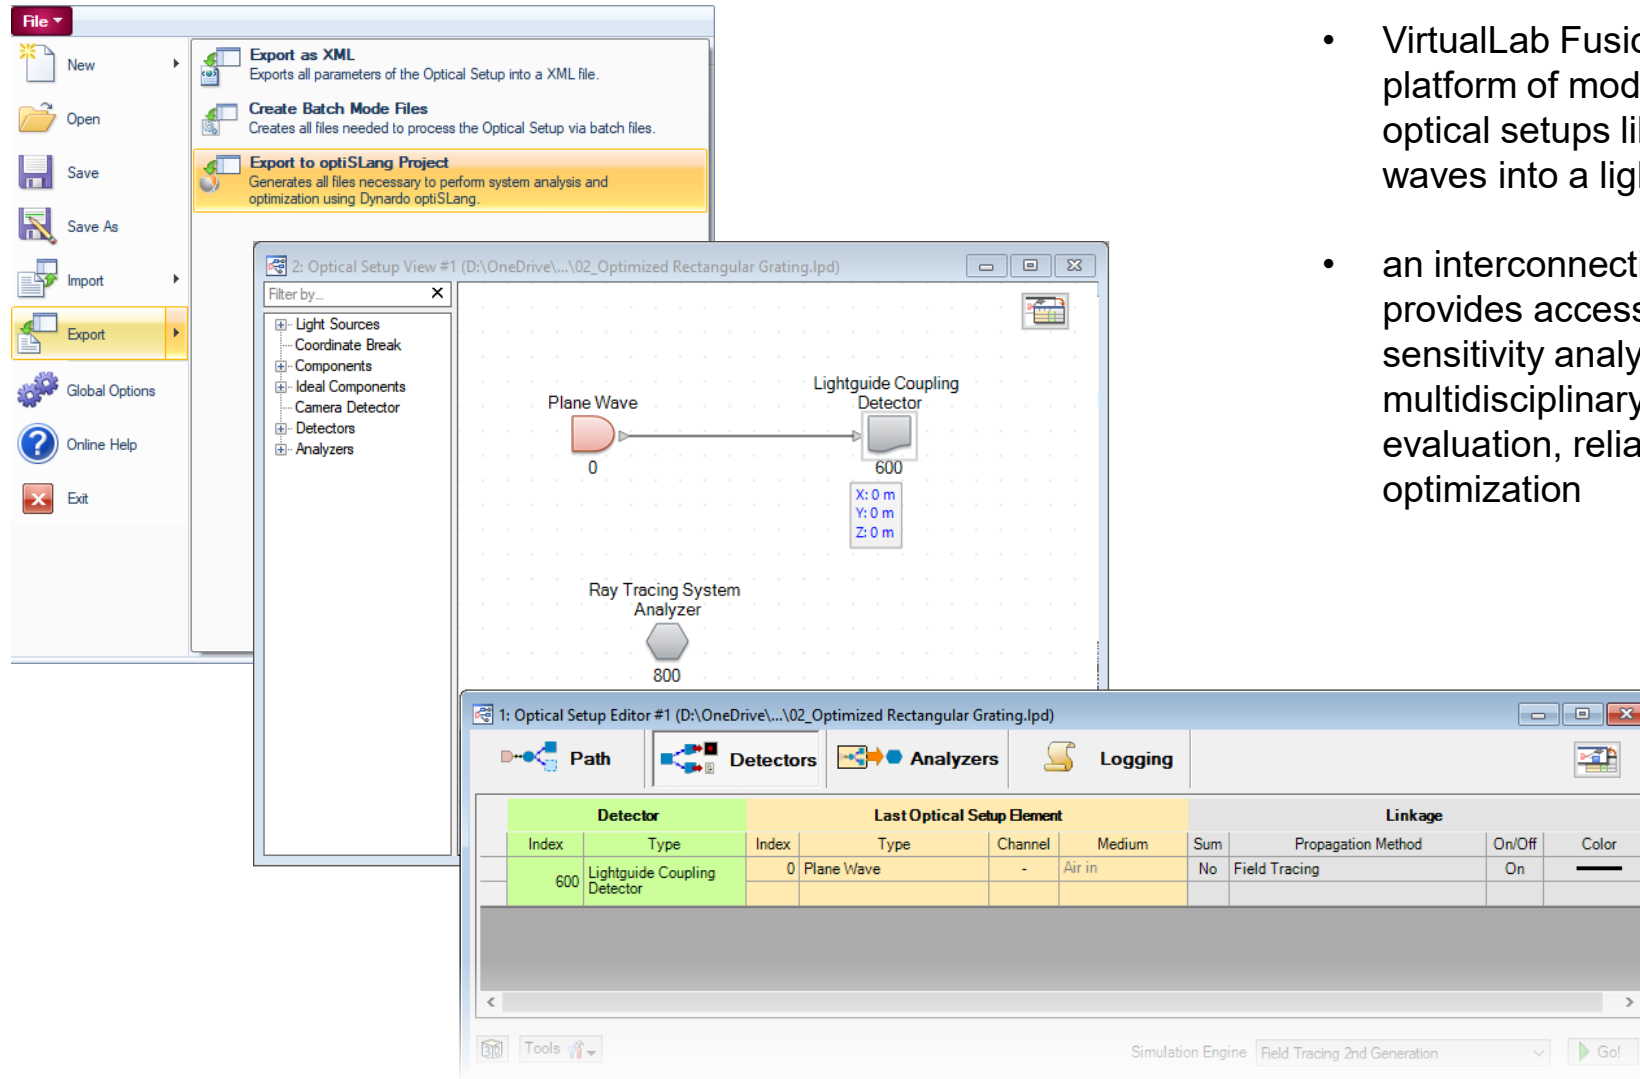 File
New
Open
Save
Save As
Import
Export
Global Options
Online Help
Exit
Export as XML
Exports all parameters of the Optical Setup into a XML file.
Create Batch Mode Files
Creates all files needed to process the Optical Setup via batch files.
Export to optiSLang Project
Generates all files necessary to perform system analysis and
optimization using Dynardo optiSLang.
2: Optical Setup View #1 (D:\OneDrive\...\02_Optimized Rectangular Grating.lpd)
Filter by...
Light Sources
Coordinate Break
Components
Ideal Components
Camera Detector
Detectors
Analyzers
Plane Wave
0
Lightguide Coupling
Detector
600
X: 0 m
Y: 0 m
Z: 0 m
Ray Tracing System
Analyzer
800
1: Optical Setup Editor #1 (D:\OneDrive\...\02_Optimized Rectangular Grating.lpd)
Path Detectors Analyzers Logging
Detector Last Optical Setup Element Linkage
Index Type Index Type Channel Medium Sum Propagation Method On/Off Color
600 Lightguide Coupling Detector 0 Plane Wave - Air in No Field Tracing On
3D Tools Simulation Engine Field Tracing 2nd Generation Go!
• VirtualLab
platform of
optical setups
waves into a
• an
provides
sensitivity
multidisciplinary
evaluation,
optimization